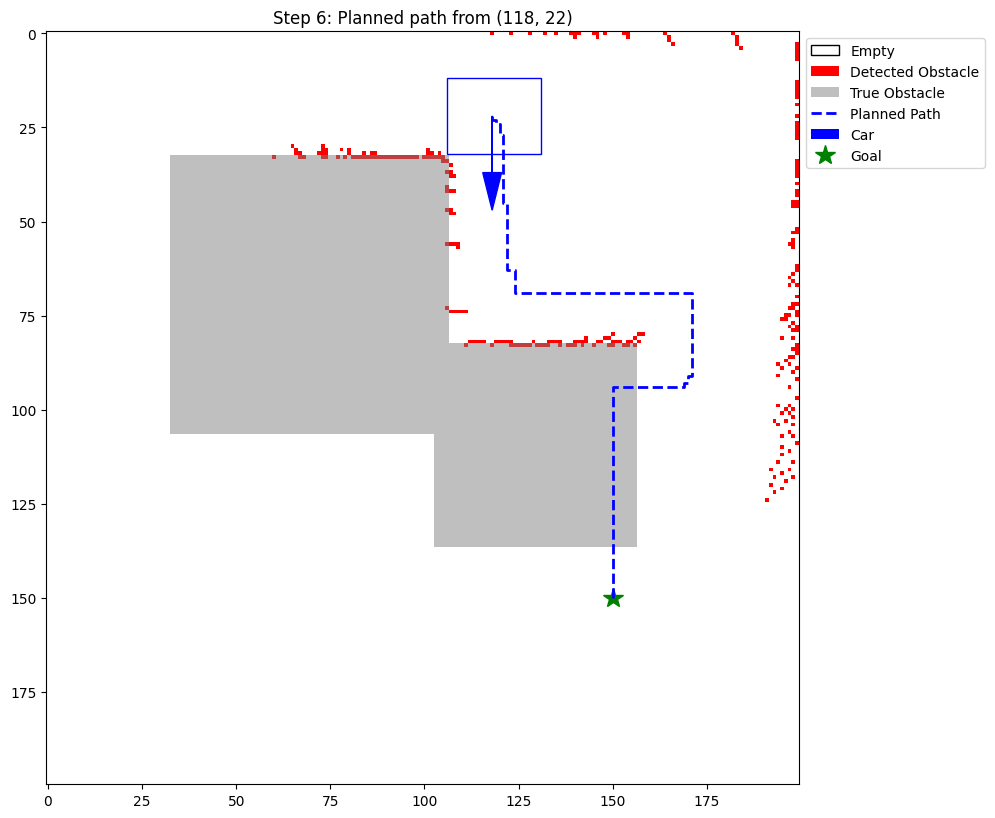 Step 6: Planned path from (118, 22)
Empty
Detected Obstacle
True Obstacle
Planned Path
Car
Goal
0
25
50
75
100
125
150
175
0 25 50 75 100 125 150 175